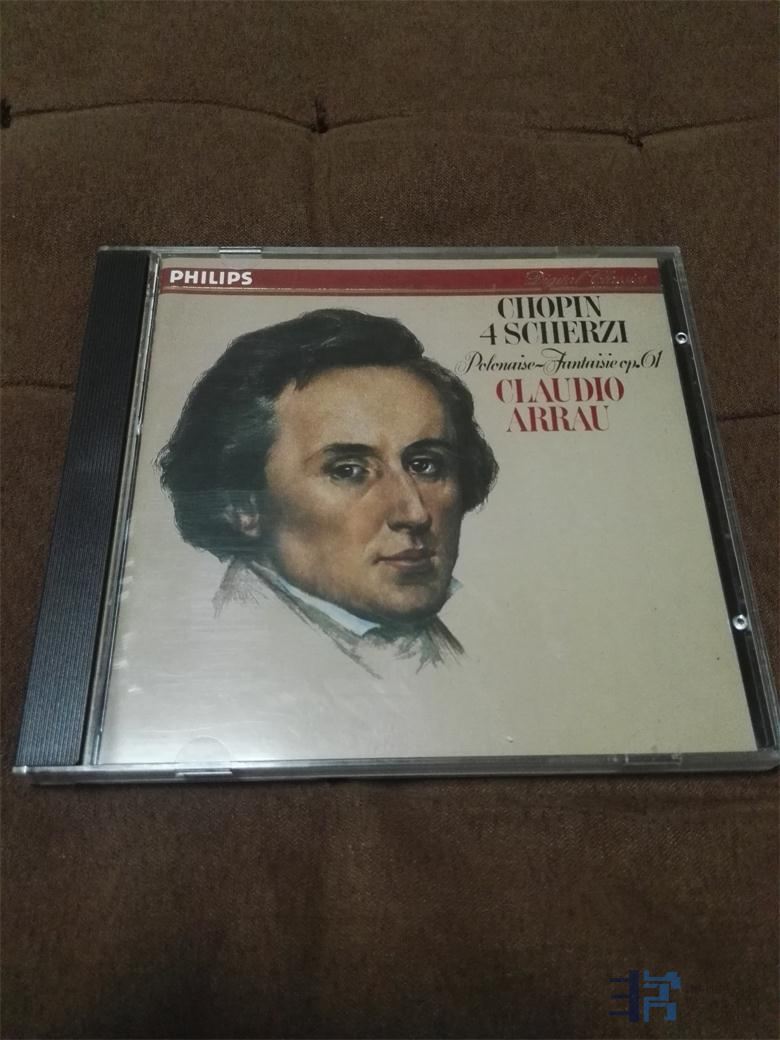 PHILIPS
Digital Classics
CHOPIN
4 SCHERZI
Polonaise~Fantaisie op.61
CLAUDIO
ARRAU